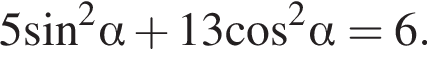 5sin²α + 13cos²α = 6.